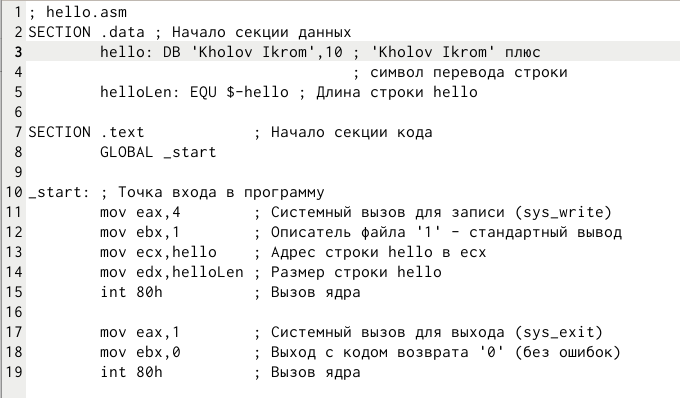 1 ; hello.asm
2 SECTION .data ; Начало секции данных
3         hello: DB 'Kholov Ikrom',10 ; 'Kholov Ikrom' плюс
4                                     ; символ перевода строки
5         helloLen: EQU $-hello ; Длина строки hello
6
7 SECTION .text            ; Начало секции кода
8         GLOBAL _start
9
10 _start: ; Точка входа в программу
11         mov eax,4        ; Системный вызов для записи (sys_write)
12         mov ebx,1        ; Описатель файла '1' - стандартный вывод
13         mov ecx,hello    ; Адрес строки hello в ecx
14         mov edx,helloLen ; Размер строки hello
15         int 80h          ; Вызов ядра
16
17         mov eax,1        ; Системный вызов для выхода (sys_exit)
18         mov ebx,0        ; Выход с кодом возврата '0' (без ошибок)
19         int 80h          ; Вызов ядра